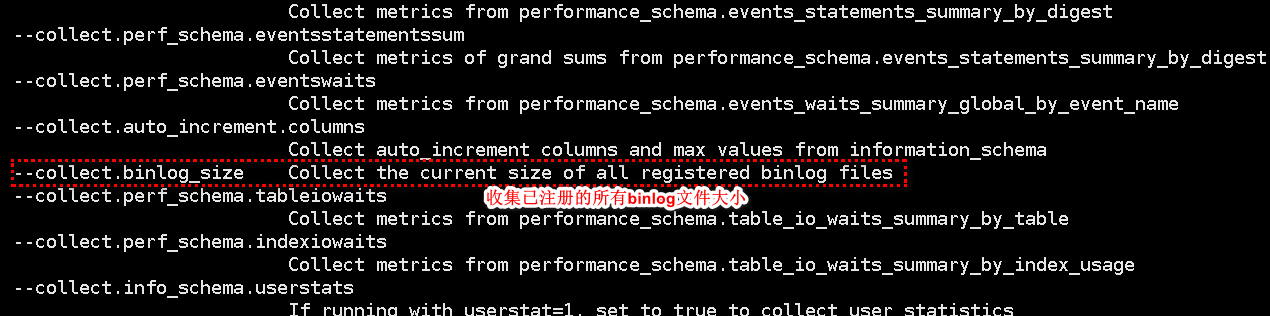 Collect metrics from performance_schema.events_statements_summary_by_digest
--collect.perf_schema.eventsstatementssum
Collect metrics of grand sums from performance_schema.events_statements_summary_by_digest
--collect.perf_schema.eventswaits
Collect metrics from performance_schema.events_waits_summary_global_by_event_name
--collect.auto_increment.columns
Collect auto_increment columns and max values from information_schema
--collect.binlog_size Collect the current size of all registered binlog files
--collect.perf_schema.tableiowaits
收集已注册的所有binlog文件大小
Collect metrics from performance_schema.table_io_waits_summary_by_table
--collect.perf_schema.indexiowaits
Collect metrics from performance_schema.table_io_waits_summary_by_index_usage
--collect.info_schema.userstats
If running with userstat=1, set to true to collect user statistics